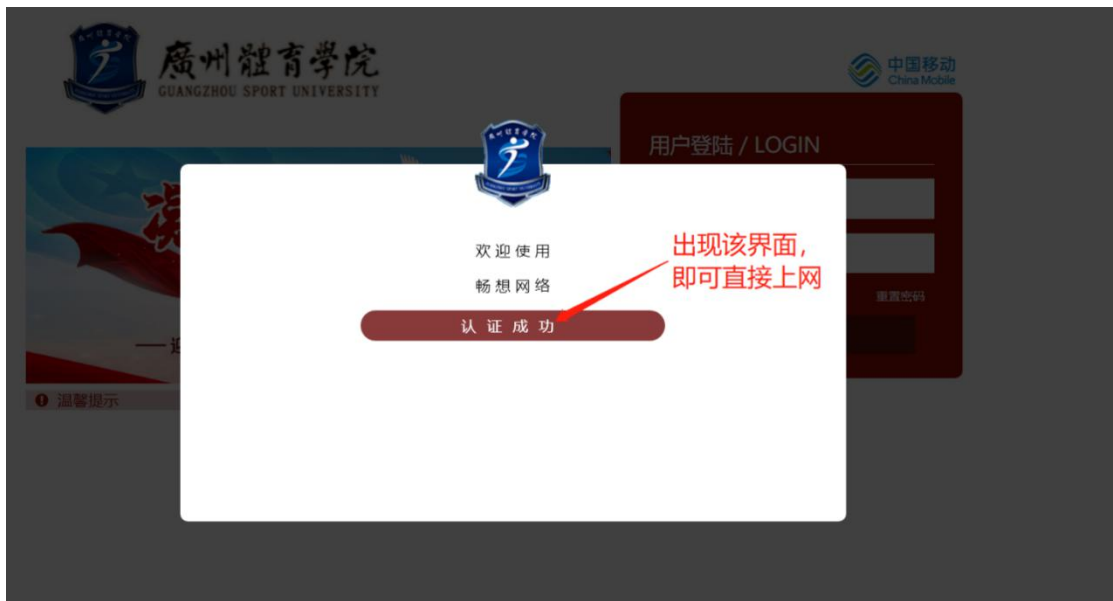 廣州體育學院
GUANGZHOU SPORT UNIVERSITY
中国移动
China Mobile
用户登陆 / LOGIN
欢迎使用
畅想网络
认证成功
出现该界面，
即可直接上网
重置密码
温馨提示